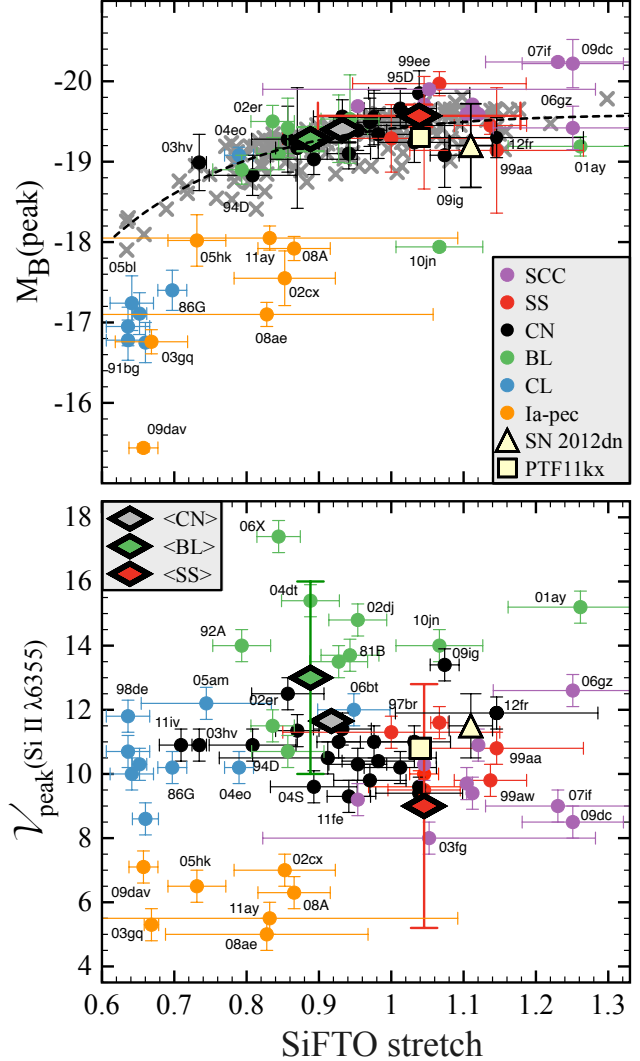 -20
-19
-18
-17
-16
M_B(peak)
07if
09dc
99ee
95D
06gz
02er
04eo
03hv
12fr
99aa
01ay
94D
09ig
05hk
11ay
08A
10jn
05bl
86G
02cx
91bg
03gq
08ae
09dav
SCC
SS
CN
BL
CL
Ia-pec
SN 2012dn
PTF11kx
<CN>
<BL>
<SS>
18
16
14
12
10
8
6
4
V_peak(Si II λ6355)
06X
04dt
02dj
01ay
92A
81B
10jn
09ig
06gz
98de
05am
06bt
12fr
02er
97br
11iv
03hv
94D
99aa
86G
04eo
04S
99aw
11fe
07if
09dc
03fg
05hk
02cx
09dav
08A
11ay
03gq
08ae
0.6
0.7
0.8
0.9
1
1.1
1.2
1.3
SiFTO stretch